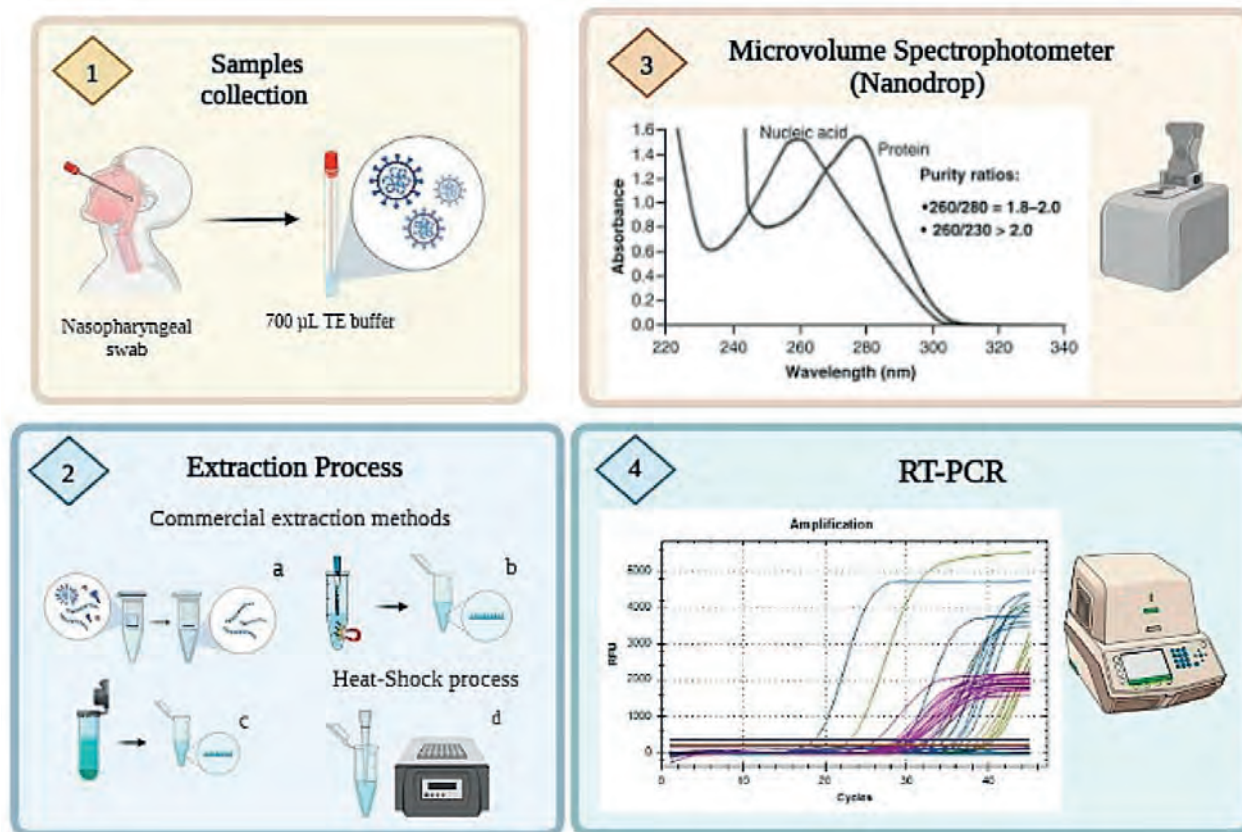 1
Samples
collection
Nasopharyngeal
swab
700 µL TE buffer
2
Extraction Process
Commercial extraction methods
a
b
Heat-Shock process
c
d
3
Microvolume Spectrophotometer
(Nanodrop)
1.6
1.4
1.2
1.0
0.8
0.6
0.4
0.2
0.0
Absorbance
Nucleic acid
Protein
Purity ratios:
•260/280 = 1.8–2.0
• 260/230 > 2.0
220 240 260 280 300 320 340
Wavelength (nm)
4
RT-PCR
Amplification
5000
4000
3000
2000
1000
0
RFU
0 10 20 30 40
Cycles